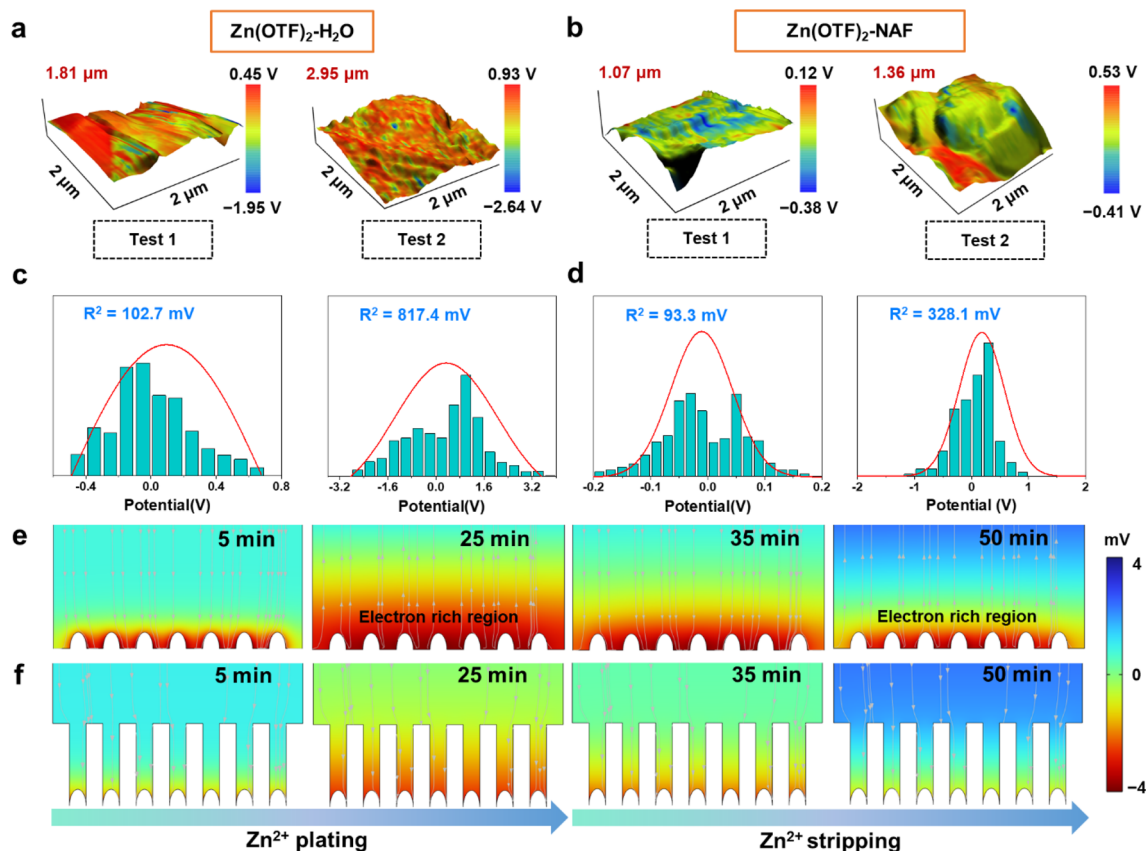 a
Zn(OTF)₂-H₂O
b
Zn(OTF)₂-NAF
1.81 µm
0.45 V
2.95 µm
0.93 V
1.07 µm
0.12 V
1.36 µm
0.53 V
2 µm
2 µm
−1.95 V
2 µm
2 µm
−2.64 V
2 µm
2 µm
−0.38 V
2 µm
2 µm
−0.41 V
Test 1
Test 2
Test 1
Test 2
c
d
R² = 102.7 mV
R² = 817.4 mV
R² = 93.3 mV
R² = 328.1 mV
-0.4 0.0 0.4 0.8
-3.2 -1.6 0.0 1.6 3.2
-0.2 -0.1 0.0 0.1 0.2
-2 -1 0 1 2
Potential(V)
Potential(V)
Potential(V)
Potential(V)
e
5 min
25 min
35 min
50 min
mV
4
Electron rich region
Electron rich region
f
5 min
25 min
35 min
50 min
0
−4
Zn²⁺ plating
Zn²⁺ stripping